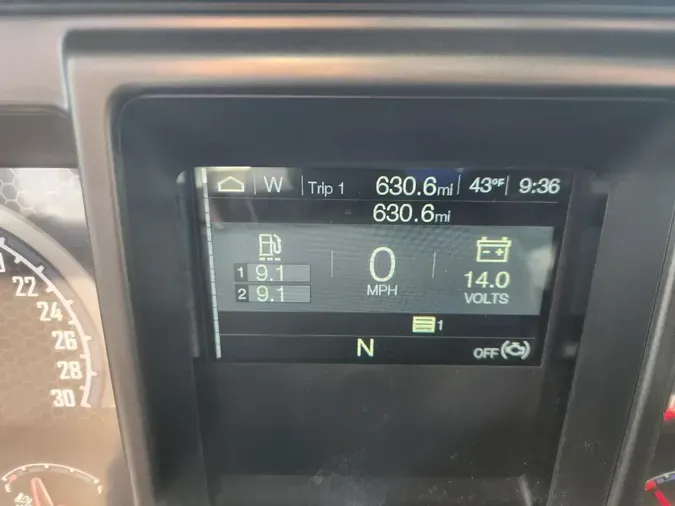 W Trip 1 630.6mi 43°F 9:36
630.6mi
1 9.1
2 9.1
0
MPH
- +
14.0
VOLTS
1
N
OFF
22
24
26
28
30